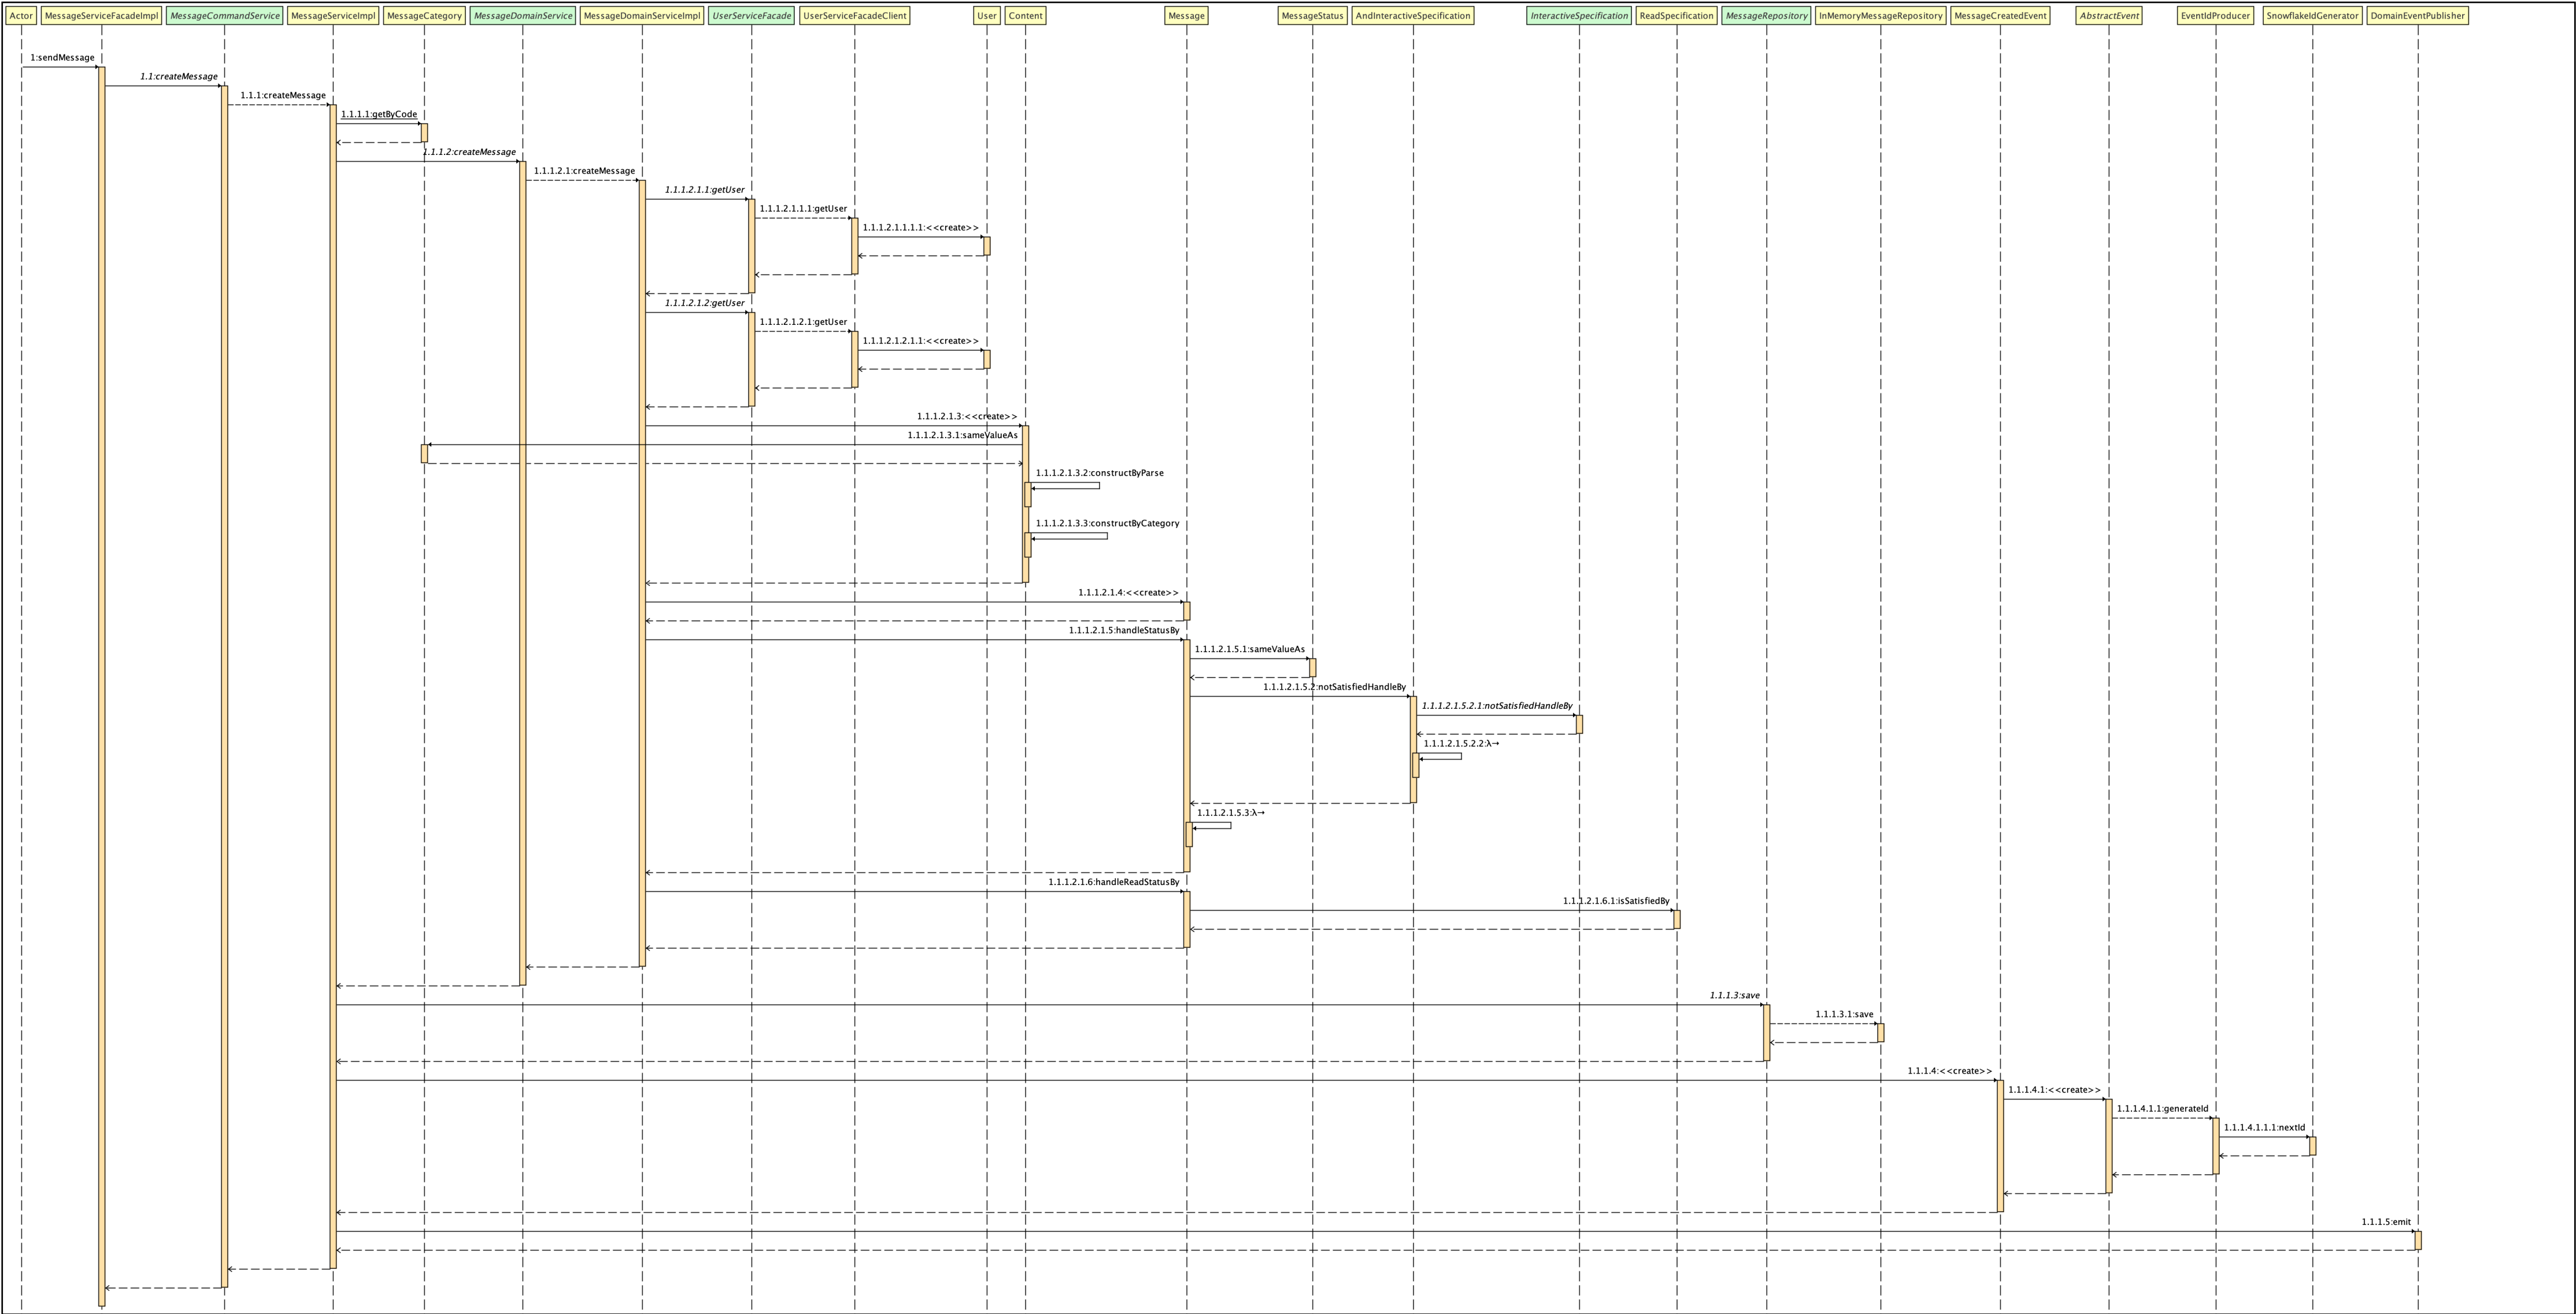 Actor MessageServiceFacadeImpl MessageCommandService MessageServiceImpl MessageCategory MessageDomainService MessageDomainServiceImpl UserServiceFacade UserServiceFacadeClient User Content Message MessageStatus AndInteractiveSpecification InteractiveSpecification ReadSpecification MessageRepository InMemoryMessageRepository MessageCreatedEvent AbstractEvent EventIdProducer SnowflakeIdGenerator DomainEventPublisher
1:sendMessage
1.1:createMessage
1.1.1:createMessage
1.1.1.1:getByCode
1.1.1.2:createMessage
1.1.1.2.1:createMessage
1.1.1.2.1.1:getUser
1.1.1.2.1.1.1:getUser
1.1.1.2.1.1.1.1:<<create>>
1.1.1.2.1.2:getUser
1.1.1.2.1.2.1:getUser
1.1.1.2.1.2.1.1:<<create>>
1.1.1.2.1.3:<<create>>
1.1.1.2.1.3.1:sameValueAs
1.1.1.2.1.3.2:constructByParse
1.1.1.2.1.3.3:constructByCategory
1.1.1.2.1.4:<<create>>
1.1.1.2.1.5:handleStatusBy
1.1.1.2.1.5.1:sameValueAs
1.1.1.2.1.5.2:notSatisfiedHandleBy
1.1.1.2.1.5.2.1:notSatisfiedHandleBy
1.1.1.2.1.5.2.2:λ→
1.1.1.2.1.5.3:λ→
1.1.1.2.1.6:handleReadStatusBy
1.1.1.2.1.6.1:isSatisfiedBy
1.1.1.3:save
1.1.1.3.1:save
1.1.1.4:<<create>>
1.1.1.4.1:<<create>>
1.1.1.4.1.1:generateId
1.1.1.4.1.1.1:nextId
1.1.1.5:emit